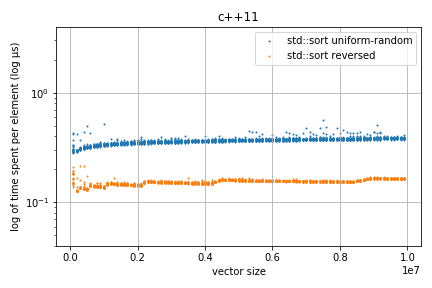 c++11
std::sort uniform-random
std::sort reversed
log of time spent per element (log μs)
10⁰
10⁻¹
0.0 0.2 0.4 0.6 0.8 1.0
1e7
vector size